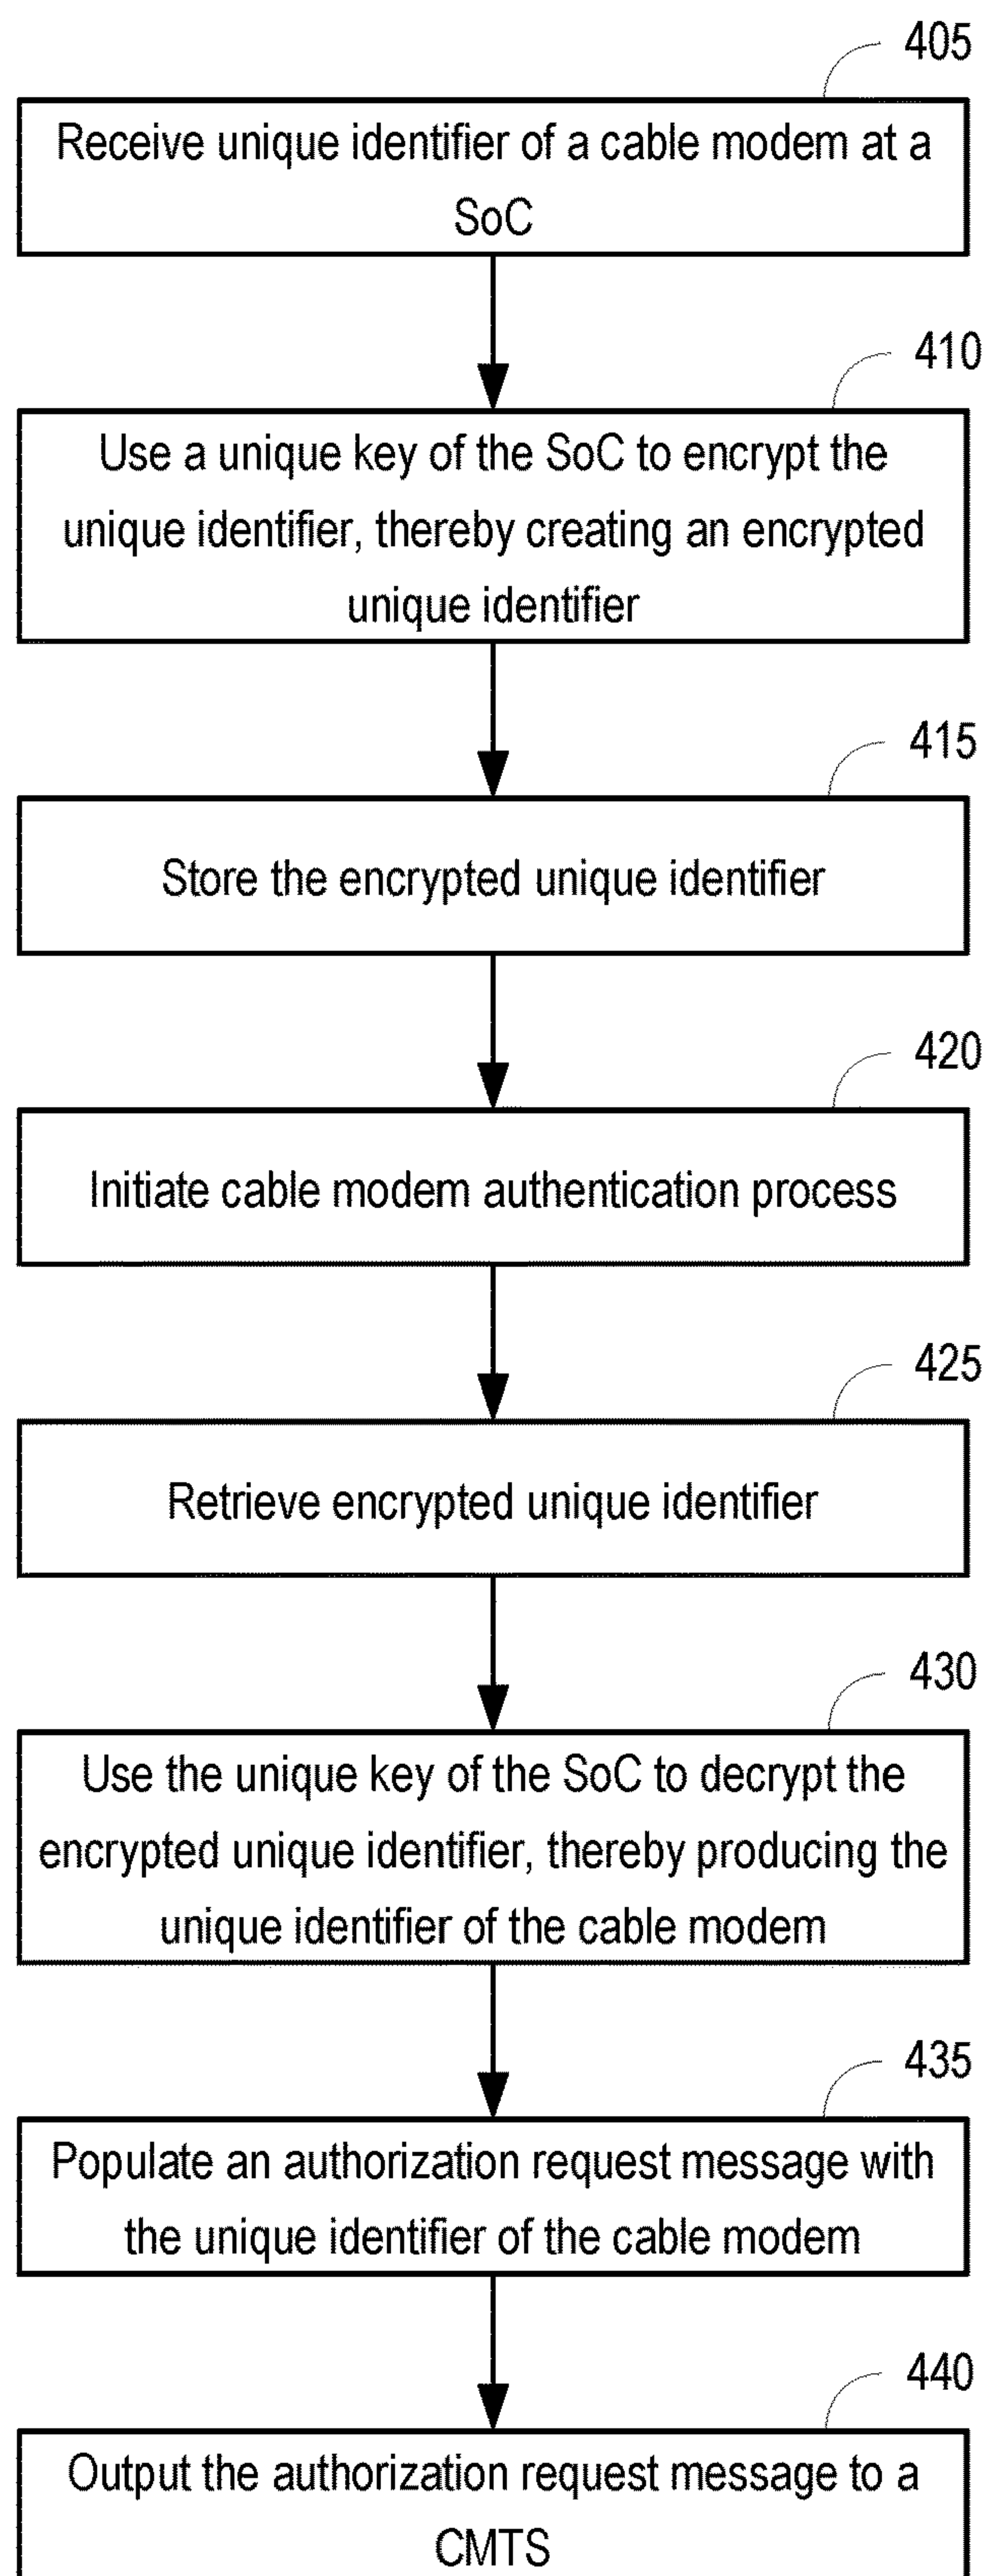 405
Receive unique identifier of a cable modem at a
SoC
410
Use a unique key of the SoC to encrypt the
unique identifier, thereby creating an encrypted
unique identifier
415
Store the encrypted unique identifier
420
Initiate cable modem authentication process
425
Retrieve encrypted unique identifier
430
Use the unique key of the SoC to decrypt the
encrypted unique identifier, thereby producing the
unique identifier of the cable modem
435
Populate an authorization request message with
the unique identifier of the cable modem
440
Output the authorization request message to a
CMTS